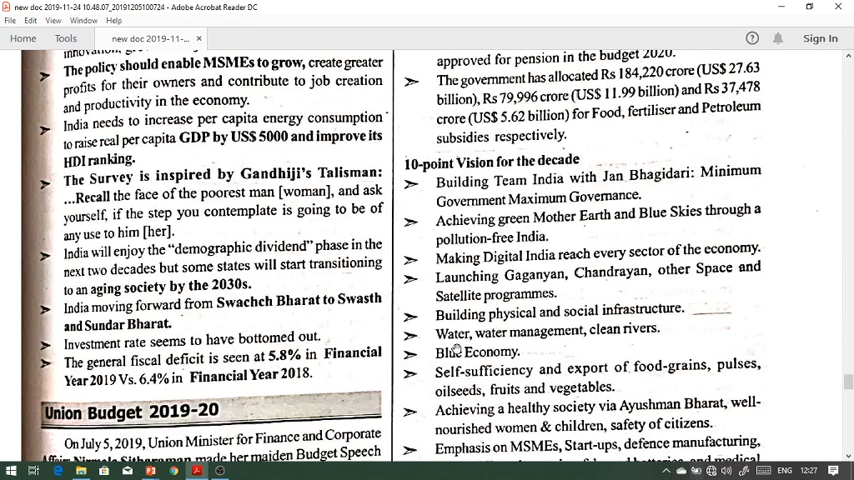 new doc 2019-11-24 10.48.07_20191205100724 - Adobe Acrobat Reader DC
File Edit View Window Help
Home Tools new doc 2019-11-... × Sign In
➤ The policy should enable MSMEs to grow, create greater
profits for their owners and contribute to job creation
and productivity in the economy.
➤ India needs to increase per capita energy consumption
to raise real per capita GDP by US$ 5000 and improve its
HDI ranking.
➤ The Survey is inspired by Gandhiji's Talisman:
...Recall the face of the poorest man [woman], and ask
yourself, if the step you contemplate is going to be of
any use to him [her].
➤ India will enjoy the “demographic dividend” phase in the
next two decades but some states will start transitioning
to an aging society by the 2030s.
➤ India moving forward from Swachch Bharat to Swasth
and Sundar Bharat.
➤ Investment rate seems to have bottomed out.
➤ The general fiscal deficit is seen at 5.8% in Financial
Year 2019 Vs. 6.4% in Financial Year 2018.
Union Budget 2019-20
On July 5, 2019, Union Minister for Finance and Corporate
made her maiden Budget Speech
approved for pension in the budget 2020.
➤ The government has allocated Rs 184,220 crore (US$ 27.63
billion), Rs 79,996 crore (US$ 11.99 billion) and Rs 37,478
crore (US$ 5.62 billion) for Food, fertiliser and Petroleum
subsidies respectively.
10-point Vision for the decade
➤ Building Team India with Jan Bhagidari: Minimum
Government Maximum Governance.
➤ Achieving green Mother Earth and Blue Skies through a
pollution-free India.
➤ Making Digital India reach every sector of the economy.
➤ Launching Gaganyan, Chandrayan, other Space and
Satellite programmes.
➤ Building physical and social infrastructure.
➤ Water, water management, clean rivers.
➤ Blue Economy.
➤ Self-sufficiency and export of food-grains, pulses,
oilseeds, fruits and vegetables.
➤ Achieving a healthy society via Ayushman Bharat, well-
nourished women & children, safety of citizens.
➤ Emphasis on MSMEs, Start-ups, defence manufacturing,
ENG 12:27